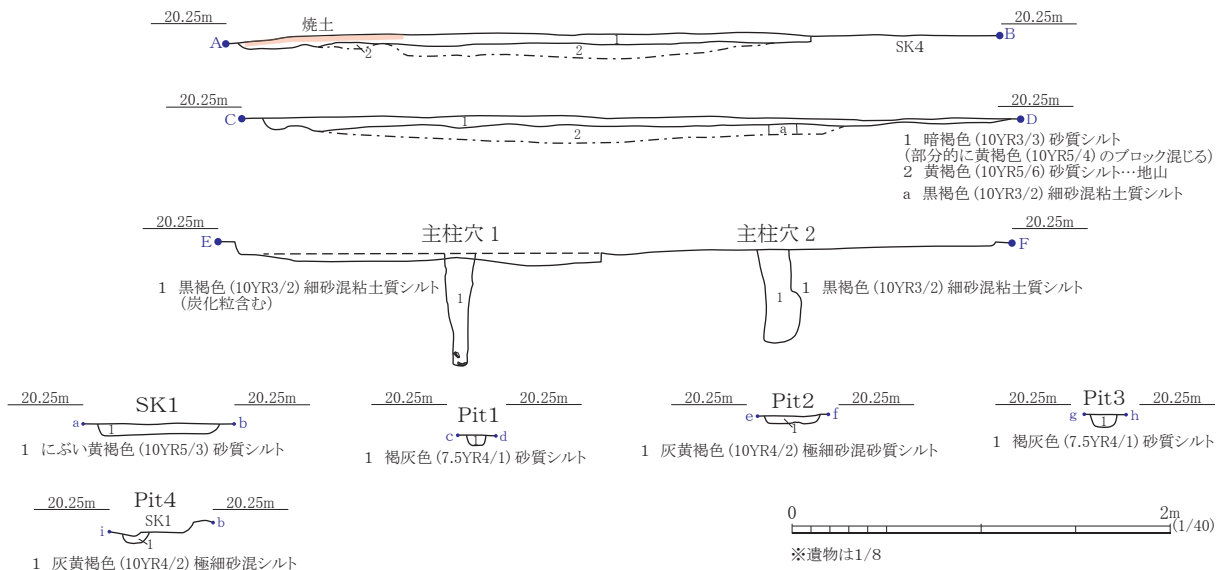 20.25m 20.25m
焼土
A B
1
2 2
SK4
20.25m 20.25m
C D
1
2 a
1 暗褐色 (10YR3/3) 砂質シルト
(部分的に黄褐色 (10YR5/4) のブロック混じる)
2 黄褐色 (10YR5/6) 砂質シルト…地山
a 黒褐色 (10YR3/2) 細砂混粘土質シルト
20.25m 20.25m
主柱穴 1 主柱穴 2
E F
1 黒褐色 (10YR3/2) 細砂混粘土質シルト
(炭化粒含む)
1
1
1 黒褐色 (10YR3/2) 細砂混粘土質シルト
20.25m 20.25m
SK1
a b
1
1 にぶい黄褐色 (10YR5/3) 砂質シルト
20.25m 20.25m
Pit1
c d
1
1 褐灰色 (7.5YR4/1) 砂質シルト
20.25m 20.25m
Pit2
e f
1
1 灰黄褐色 (10YR4/2) 極細砂混砂質シルト
20.25m 20.25m
Pit3
g h
1
1 褐灰色 (7.5YR4/1) 砂質シルト
20.25m 20.25m
Pit4
SK1
i b
1
1 灰黄褐色 (10YR4/2) 極細砂混シルト
0 2m
(1/40)
※遺物は1/8